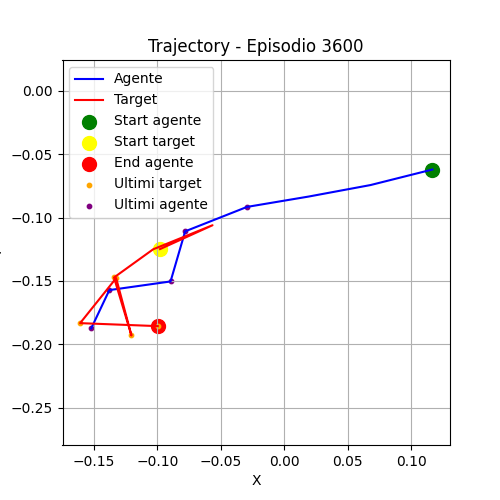 Trajectory - Episodio 3600
Agente
Target
Start agente
Start target
End agente
Ultimi target
Ultimi agente
0.00
−0.05
−0.10
−0.15
−0.20
−0.25
−0.15
−0.10
−0.05
0.00
0.05
0.10
X